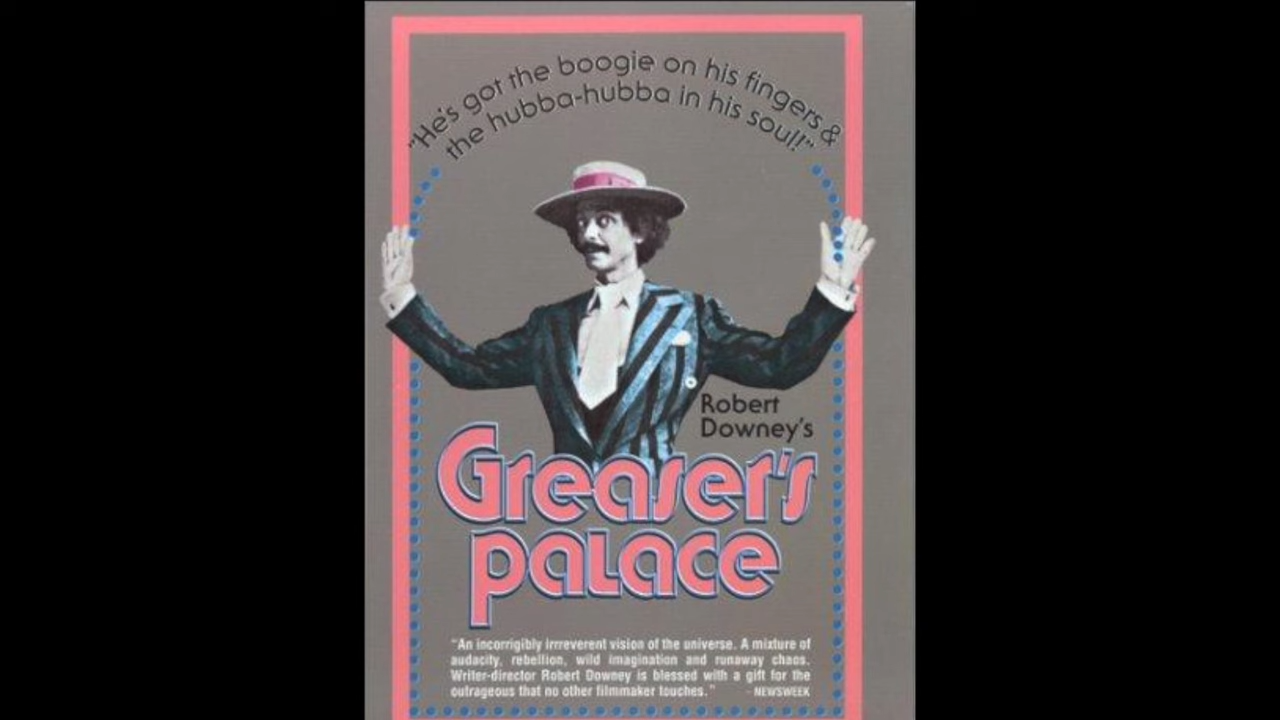 "He's got the boogie on his fingers &
the hubba-hubba in his soul!"
Robert
Downey's
Greaser's
palace
"An incorrigibly irrreverent vision of the universe. A mixture of
audacity, rebellion, wild imagination and runaway chaos.
Writer-director Robert Downey is blessed with a gift for the
outrageous that no other filmmaker touches." - NEWSWEEK